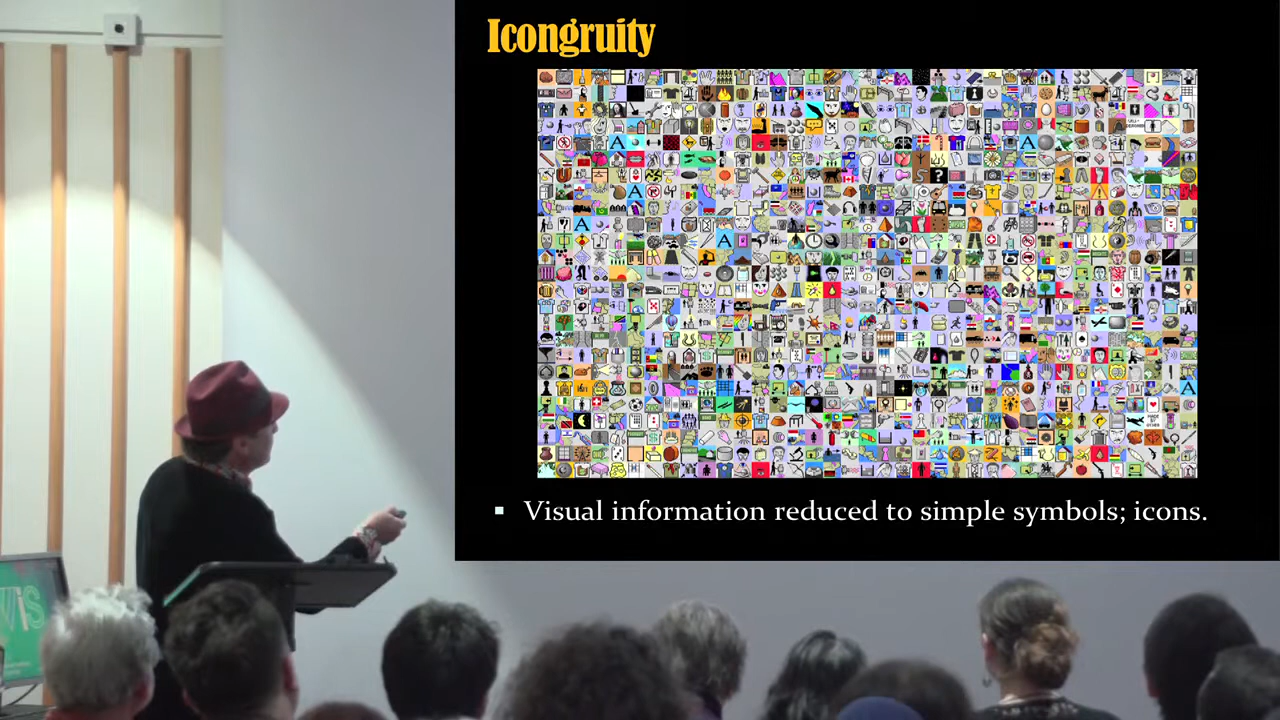 Icongruity
▪ Visual information reduced to simple symbols; icons.